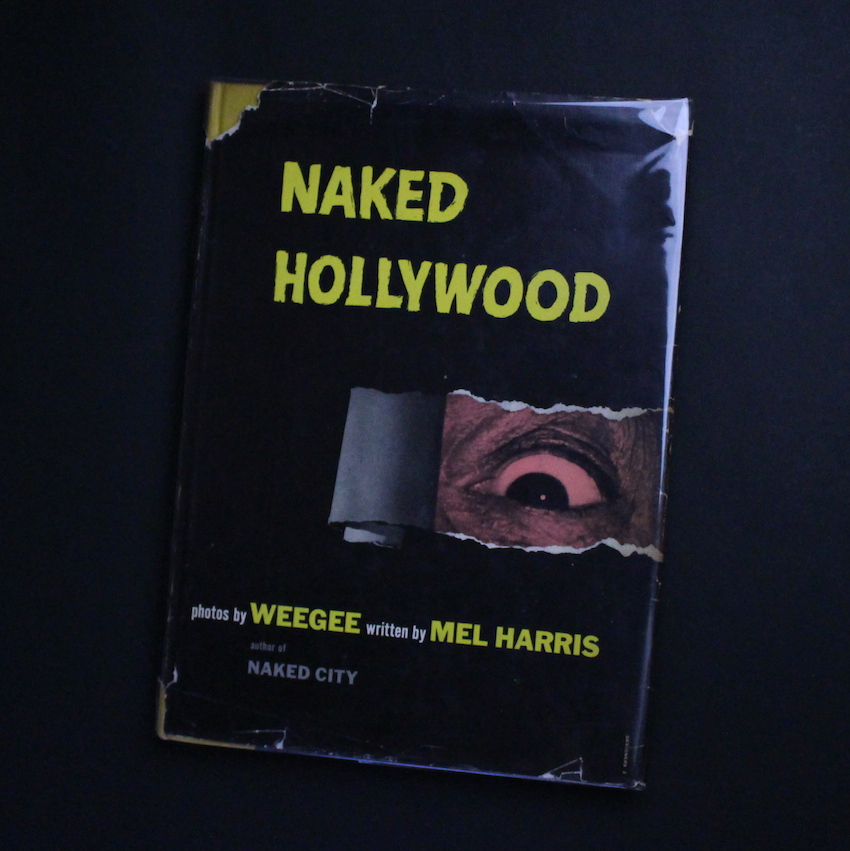 NAKED
HOLLYWOOD
photos by WEEGEE written by MEL HARRIS
author of
NAKED CITY